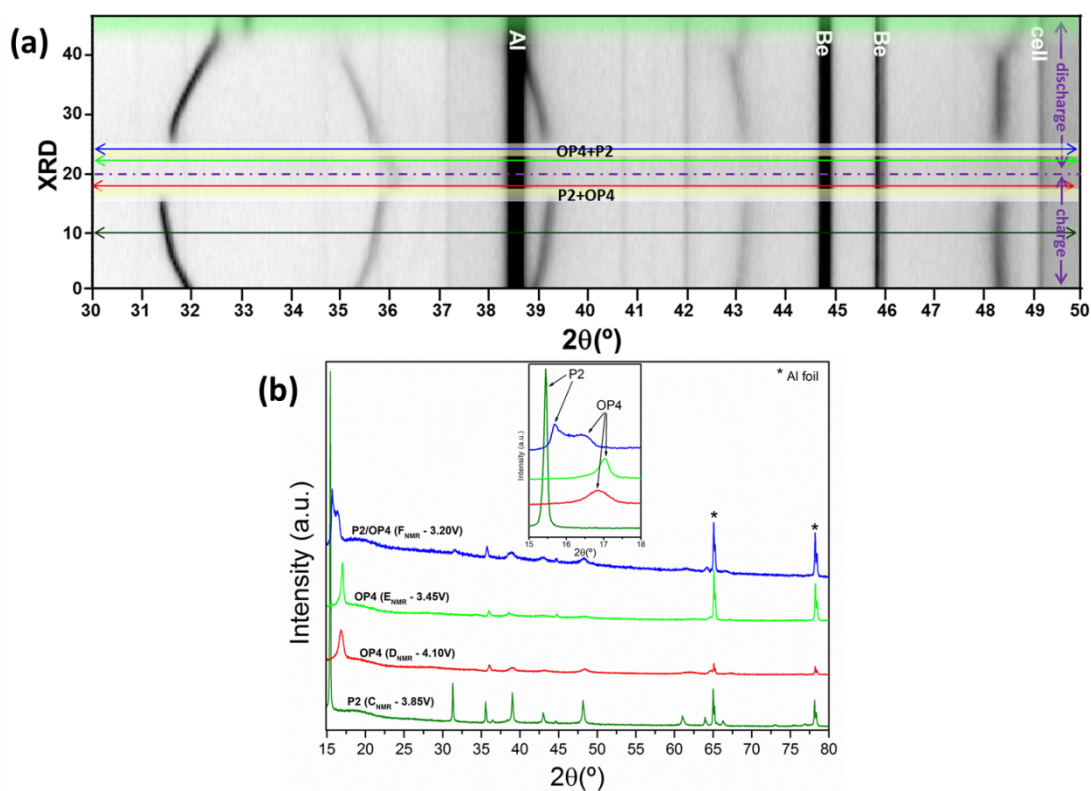 (a)
XRD
40
30
20
10
0
Al
Be
Be
cell
discharge
charge
OP4+P2
P2+OP4
30 31 32 33 34 35 36 37 38 39 40 41 42 43 44 45 46 47 48 49 50
2θ(º)
(b)
Intensity (a.u.)
* Al foil
P2
OP4
Intensity (a.u.)
15 16 17 18
2θ(º)
* *
P2/OP4 (FNMR - 3.20V)
OP4 (ENMR - 3.45V)
OP4 (DNMR - 4.10V)
P2 (CNMR - 3.85V)
15 20 25 30 35 40 45 50 55 60 65 70 75 80
2θ(º)